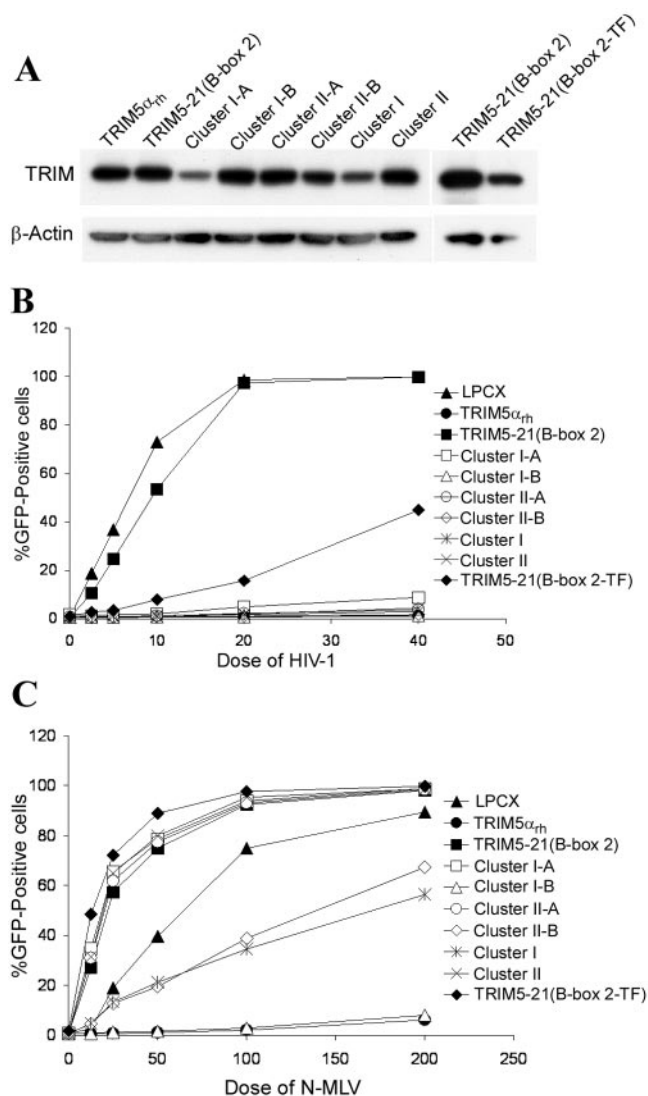 A
TRIM5αrh
TRIM5-21(B-box 2)
Cluster I-A
Cluster I-B
Cluster II-A
Cluster II-B
Cluster I
Cluster II
TRIM5-21(B-box 2)
TRIM5-21(B-box 2-TF)
TRIM
β-Actin
B
120
100
80
60
40
20
0
%GFP-Positive cells
0 10 20 30 40 50
Dose of HIV-1
LPCX
TRIM5αrh
TRIM5-21(B-box 2)
Cluster I-A
Cluster I-B
Cluster II-A
Cluster II-B
Cluster I
Cluster II
TRIM5-21(B-box 2-TF)
C
120
100
80
60
40
20
0
%GFP-Positive cells
0 50 100 150 200 250
Dose of N-MLV
LPCX
TRIM5αrh
TRIM5-21(B-box 2)
Cluster I-A
Cluster I-B
Cluster II-A
Cluster II-B
Cluster I
Cluster II
TRIM5-21(B-box 2-TF)